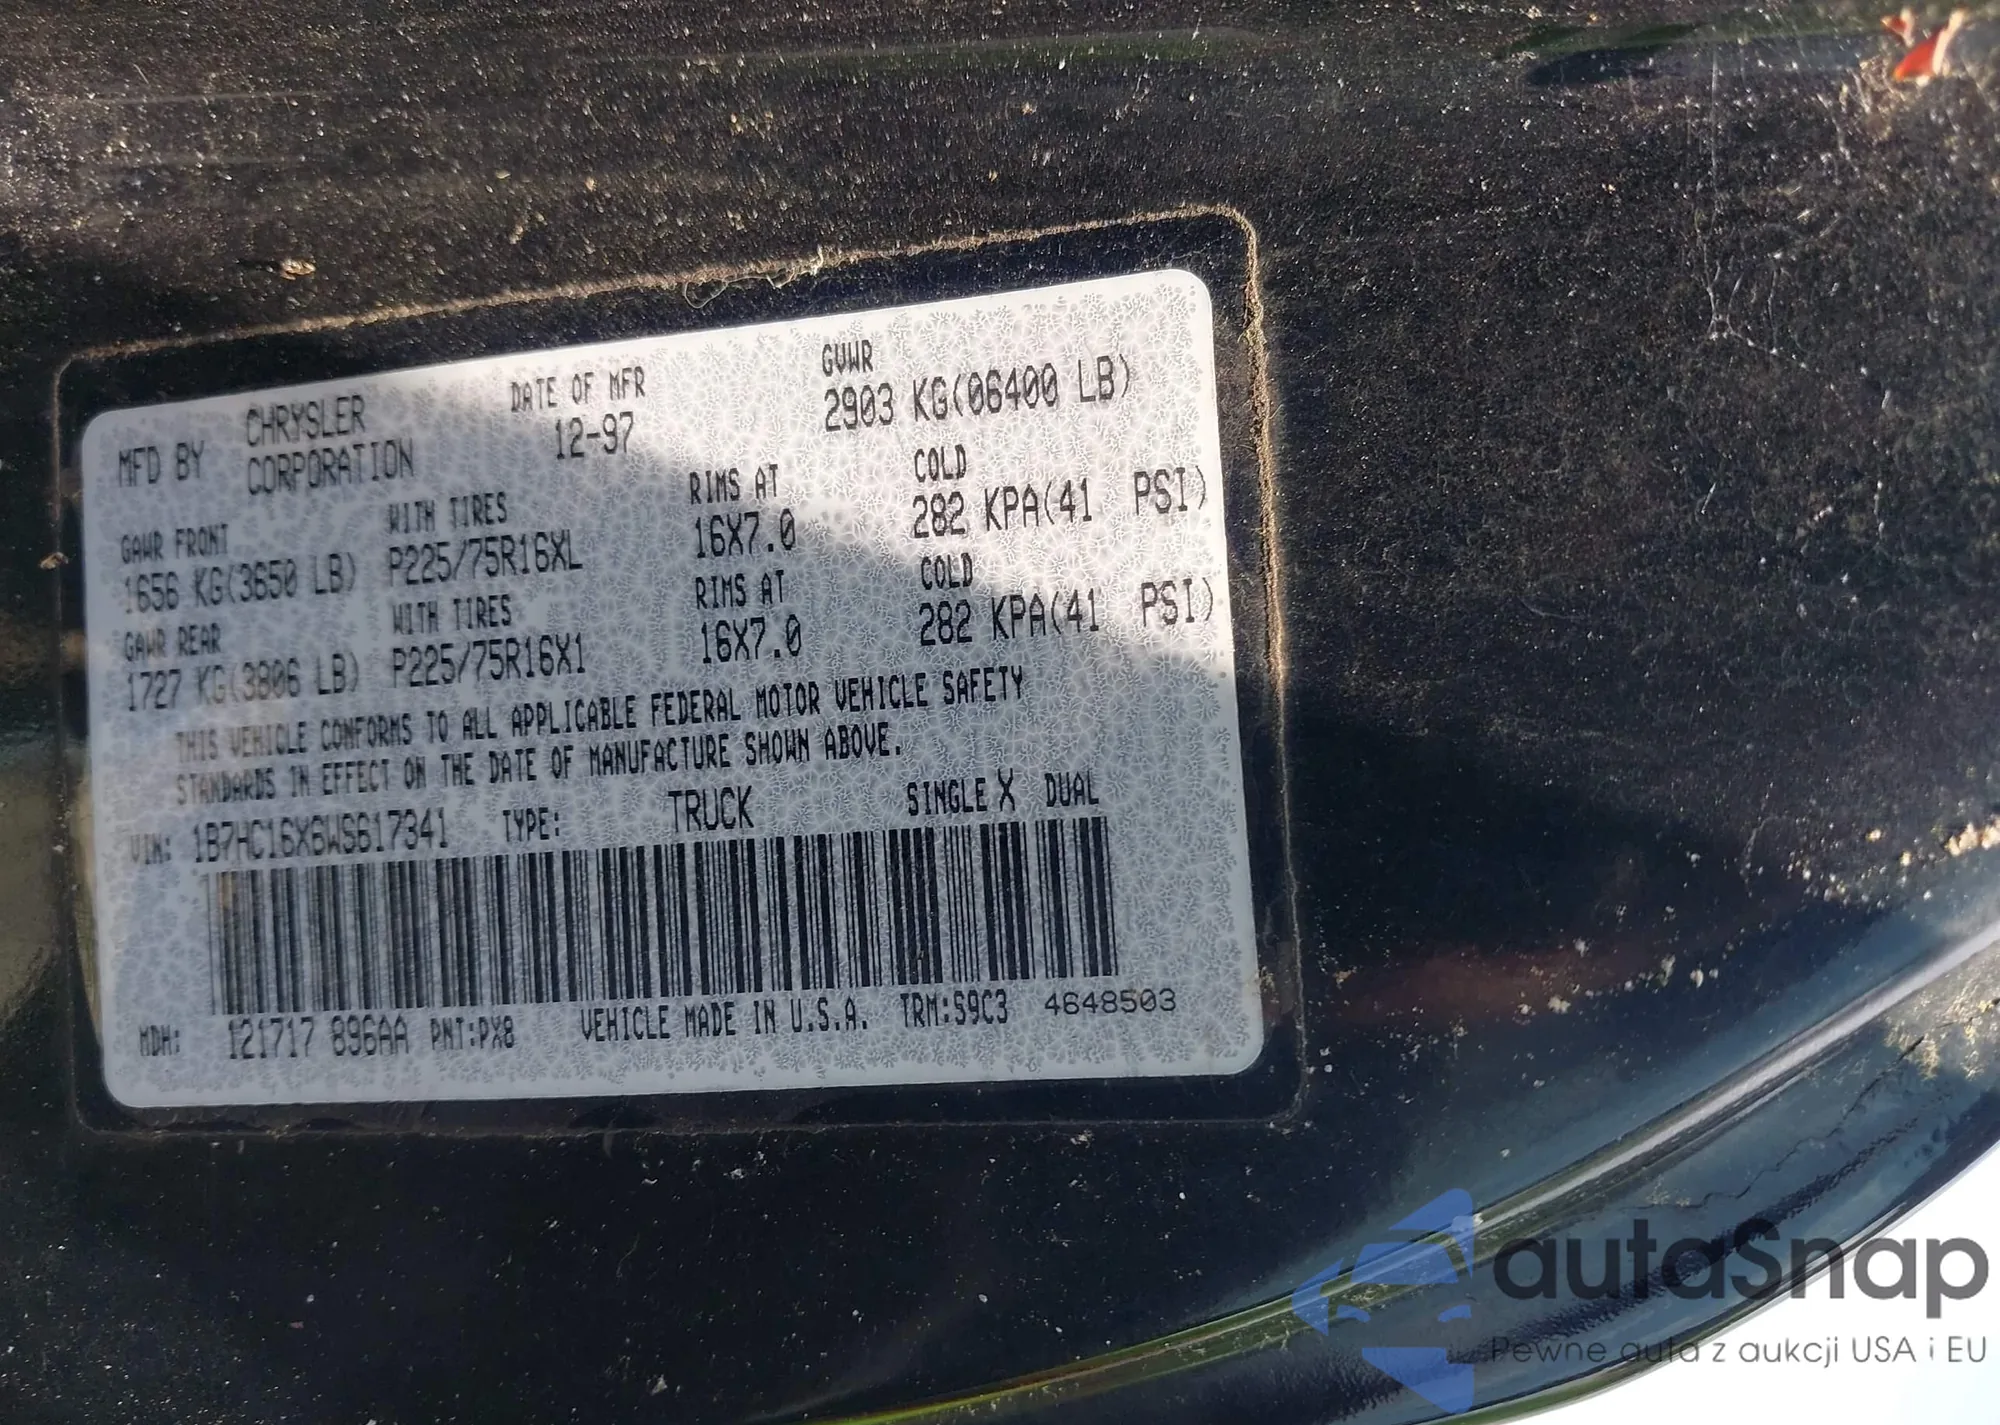 MFD BY CHRYSLER CORPORATION DATE OF MFR 12-97 GVWR 2903 KG(06400 LB)
GAWR FRONT WITH TIRES RIMS AT COLD
1656 KG(3650 LB) P225/75R16XL 16X7.0 282 KPA(41 PSI)
GAWR REAR WITH TIRES RIMS AT COLD
1727 KG(3806 LB) P225/75R16X1 16X7.0 282 KPA(41 PSI)
THIS VEHICLE CONFORMS TO ALL APPLICABLE FEDERAL MOTOR VEHICLE SAFETY
STANDARDS IN EFFECT ON THE DATE OF MANUFACTURE SHOWN ABOVE.
VIN: 1B7HC16X6WS617341 TYPE: TRUCK SINGLE X DUAL
MDH: 121717 896AA PNT:PX8 VEHICLE MADE IN U.S.A. TRM:S9C3 4648503
autaSnap
Pewne auta z aukcji USA i EU